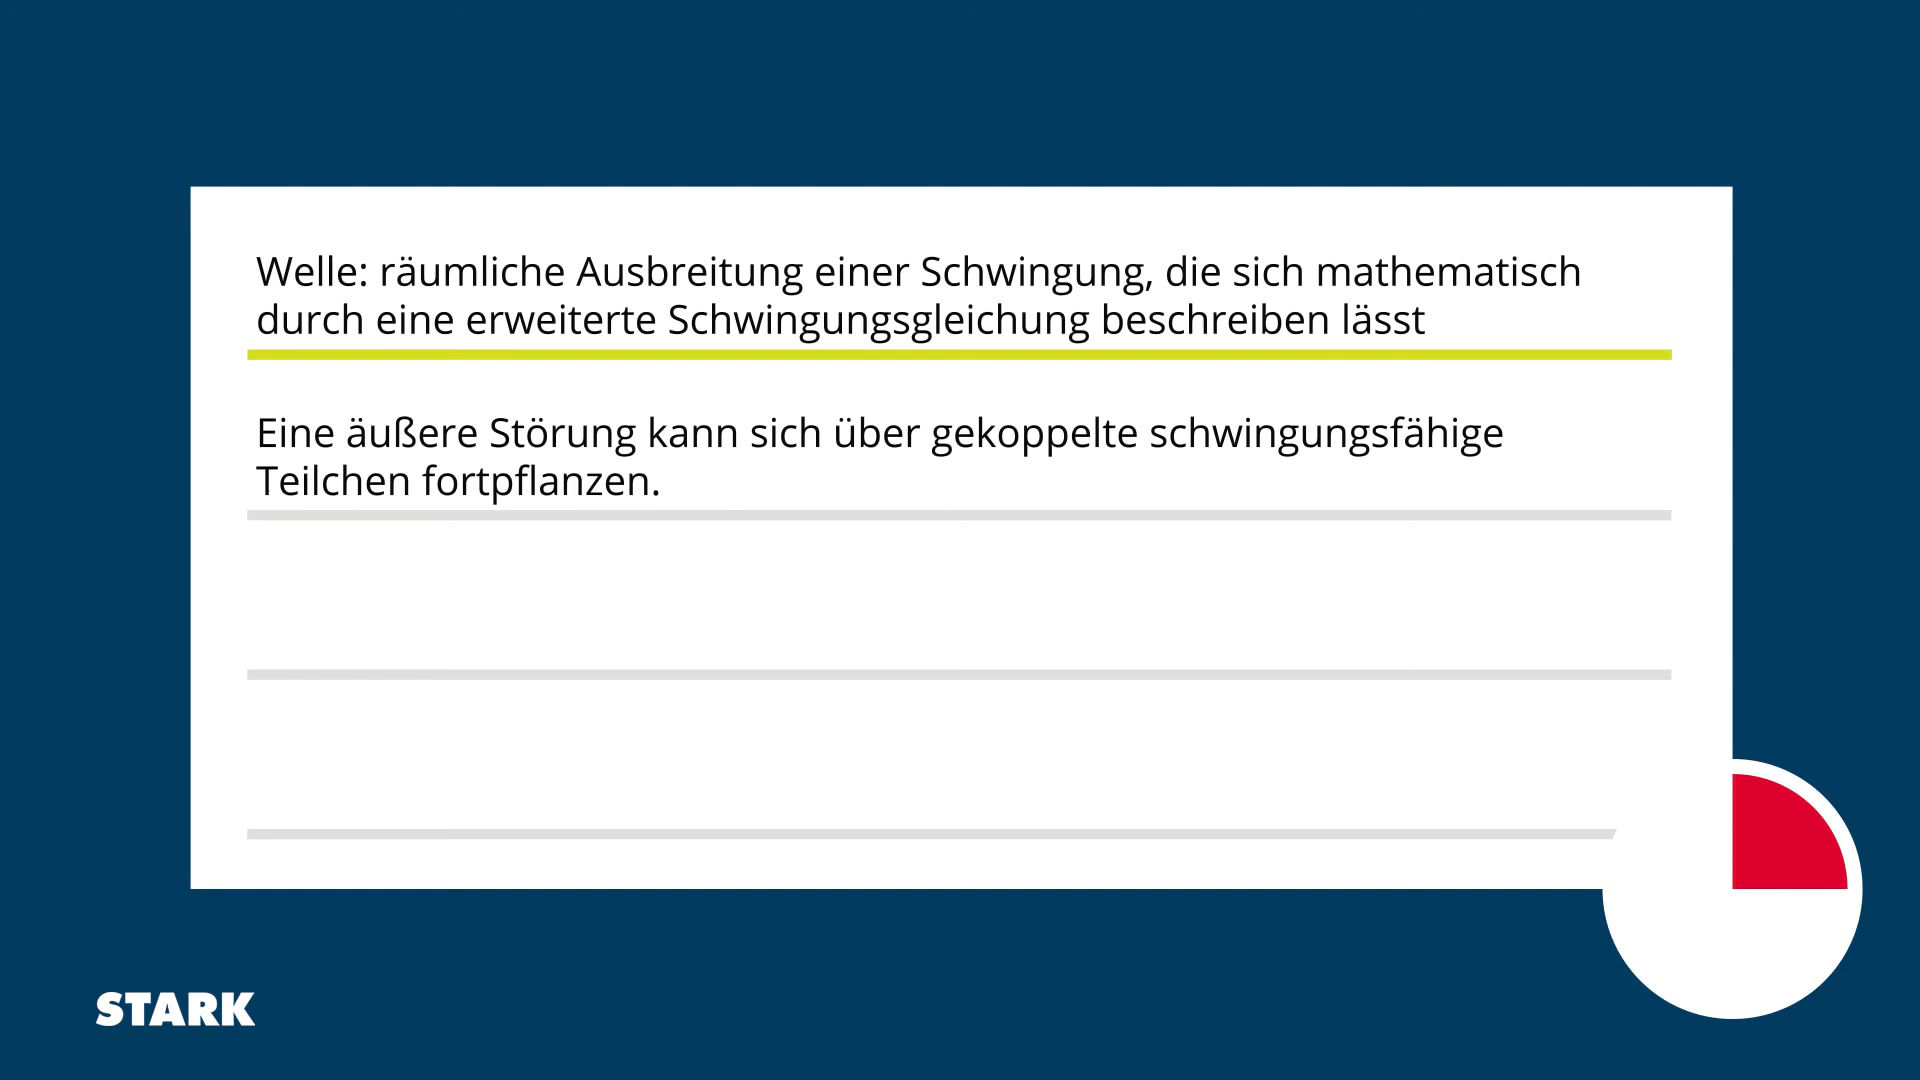 Welle: räumliche Ausbreitung einer Schwingung, die sich mathematisch
durch eine erweiterte Schwingungsgleichung beschreiben lässt
Eine äußere Störung kann sich über gekoppelte schwingungsfähige
Teilchen fortpflanzen.
STARK